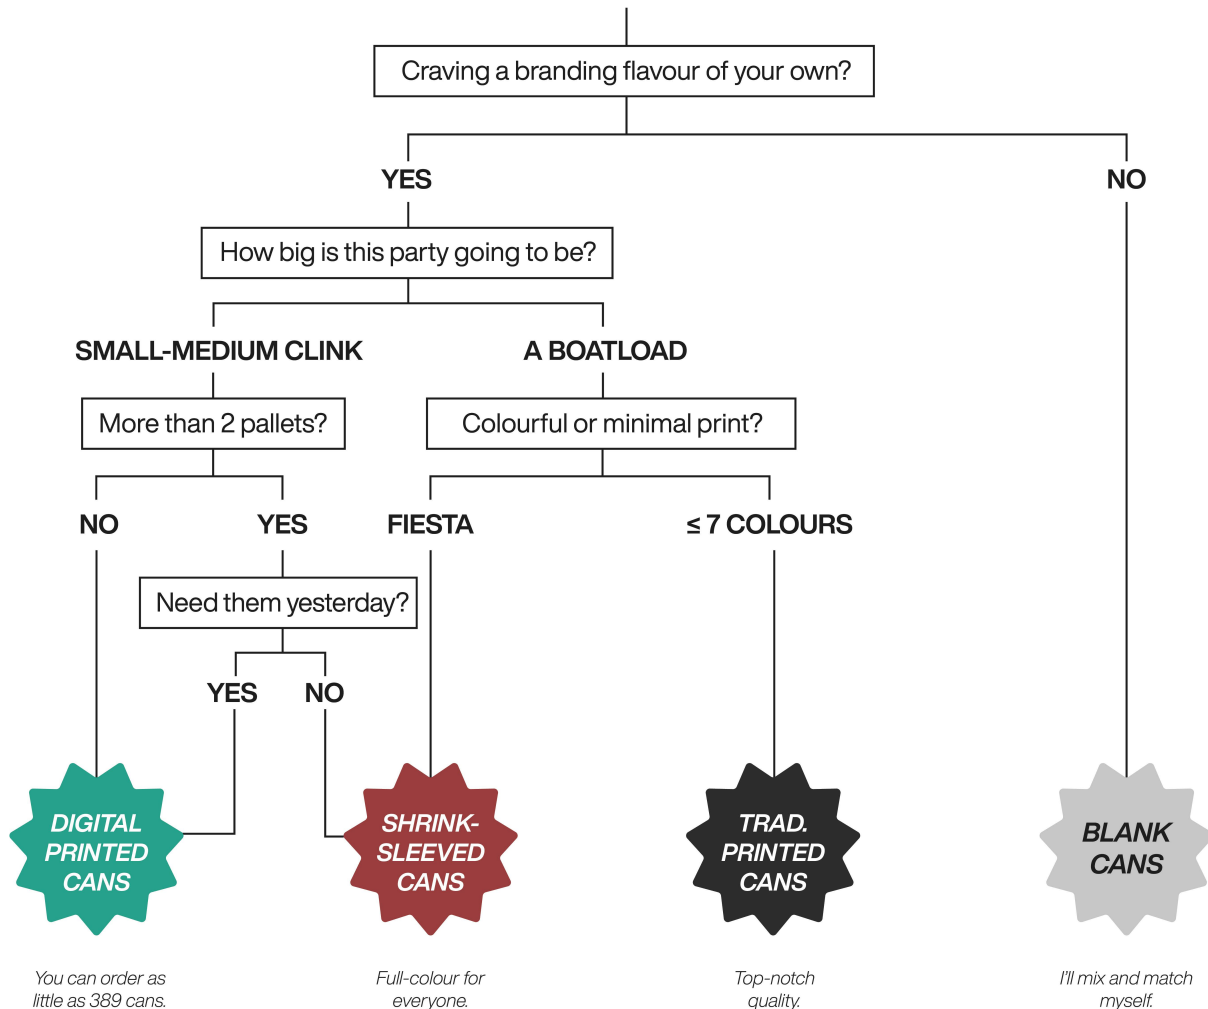 Craving a branding flavour of your own?
YES
NO
How big is this party going to be?
SMALL-MEDIUM CLINK
A BOATLOAD
More than 2 pallets?
Colourful or minimal print?
NO
YES
FIESTA
≤ 7 COLOURS
Need them yesterday?
YES
NO
DIGITAL
PRINTED
CANS
SHRINK-
SLEEVED
CANS
TRAD.
PRINTED
CANS
BLANK
CANS
You can order as
little as 389 cans.
Full-colour for
everyone.
Top-notch
quality.
I'll mix and match
myself.